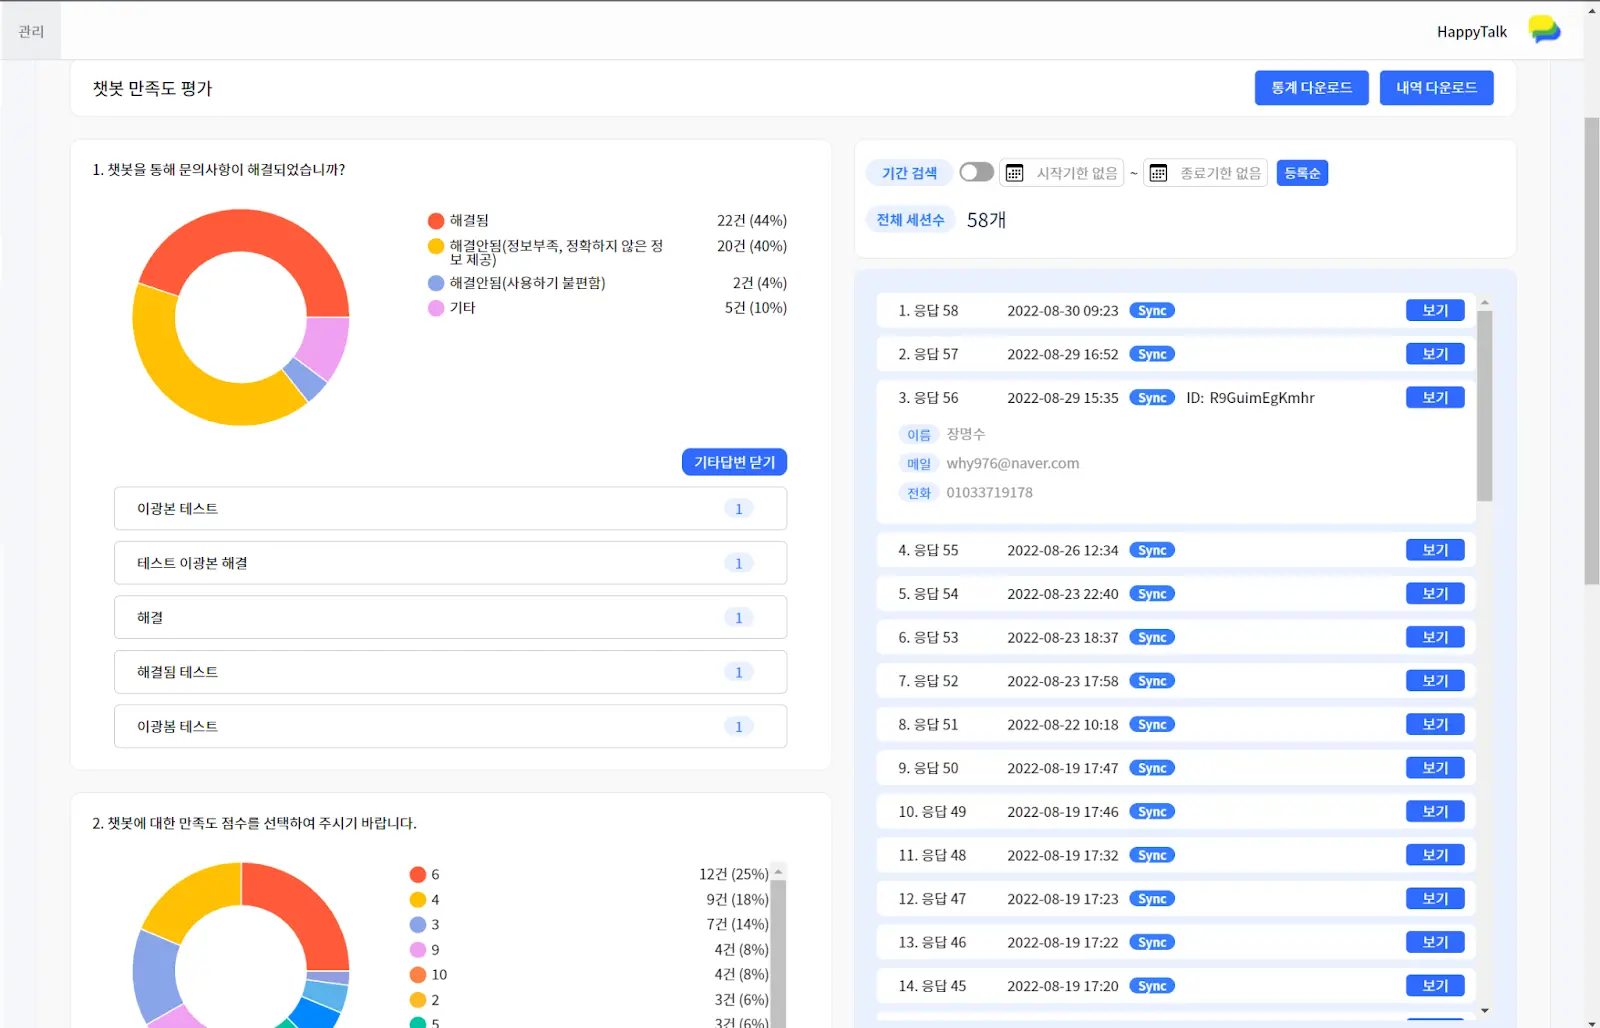 관리
HappyTalk
챗봇 만족도 평가
통계 다운로드
내역 다운로드
1. 챗봇을 통해 문의사항이 해결되었습니까?
해결됨 22건 (44%)
해결안됨(정보부족, 정확하지 않은 정
보 제공) 20건 (40%)
해결안됨(사용하기 불편함) 2건 (4%)
기타 5건 (10%)
기타답변 닫기
이광본 테스트 1
테스트 이광본 해결 1
해결 1
해결됨 테스트 1
이광봄 테스트 1
2. 챗봇에 대한 만족도 점수를 선택하여 주시기 바랍니다.
6 12건 (25%)
4 9건 (18%)
3 7건 (14%)
9 4건 (8%)
10 4건 (8%)
2 3건 (6%)
5 3건 (6%)
기간 검색 시작기한 없음 ~ 종료기한 없음 등록순
전체 세션수 58개
1. 응답 58 2022-08-30 09:23 Sync 보기
2. 응답 57 2022-08-29 16:52 Sync 보기
3. 응답 56 2022-08-29 15:35 Sync ID: R9GuimEgKmhr 보기
이름 장명수
메일 why976@naver.com
전화 01033719178
4. 응답 55 2022-08-26 12:34 Sync 보기
5. 응답 54 2022-08-23 22:40 Sync 보기
6. 응답 53 2022-08-23 18:37 Sync 보기
7. 응답 52 2022-08-23 17:58 Sync 보기
8. 응답 51 2022-08-22 10:18 Sync 보기
9. 응답 50 2022-08-19 17:47 Sync 보기
10. 응답 49 2022-08-19 17:46 Sync 보기
11. 응답 48 2022-08-19 17:32 Sync 보기
12. 응답 47 2022-08-19 17:23 Sync 보기
13. 응답 46 2022-08-19 17:22 Sync 보기
14. 응답 45 2022-08-19 17:20 Sync 보기